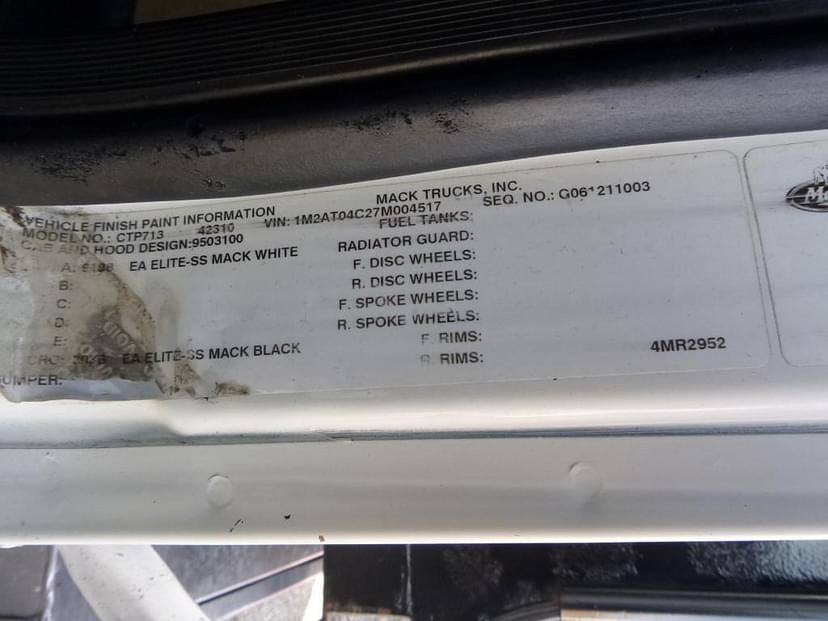 MACK TRUCKS, INC.
VEHICLE FINISH PAINT INFORMATION
MODEL NO.: CTP713 42310 VIN: 1M2AT04C27M004517 SEQ. NO.: G061211003
CAB AND HOOD DESIGN:9503100 FUEL TANKS:
A: 9196 EA ELITE-SS MACK WHITE RADIATOR GUARD:
B: F. DISC WHEELS:
C: R. DISC WHEELS:
D: F. SPOKE WHEELS:
E: R. SPOKE WHEELS:
EA ELITE-SS MACK BLACK F. RIMS:
BUMPER: R. RIMS: 4MR2952